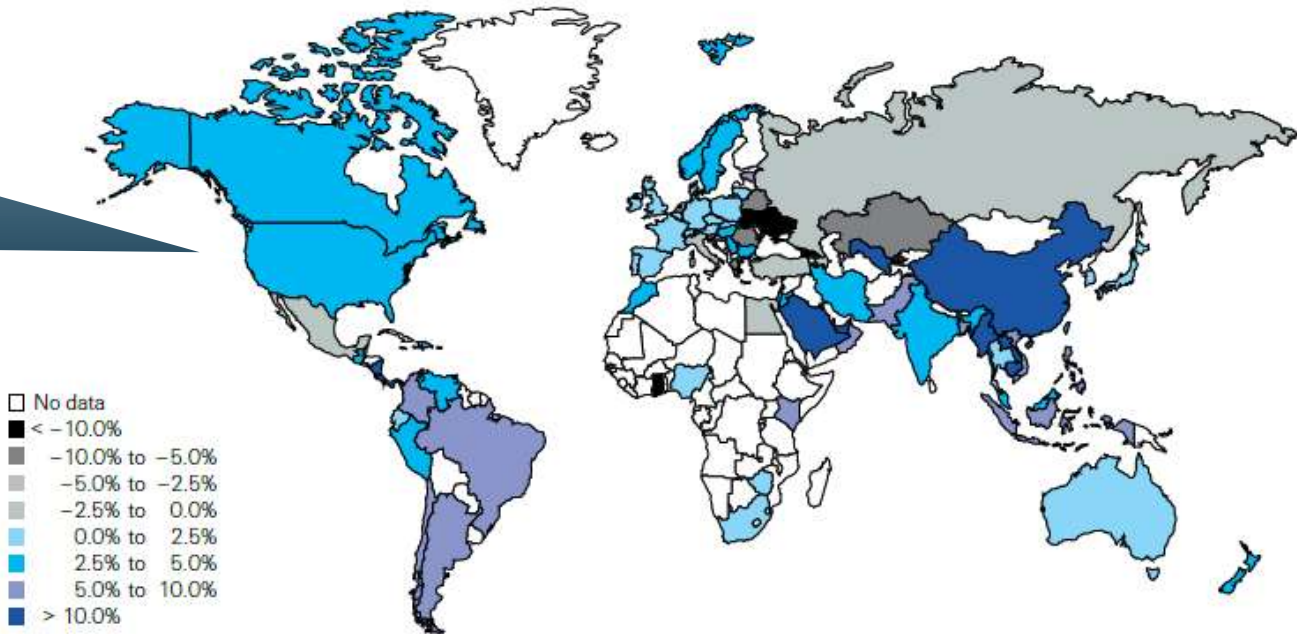 No data
< −10.0%
−10.0% to −5.0%
−5.0% to −2.5%
−2.5% to 0.0%
0.0% to 2.5%
2.5% to 5.0%
5.0% to 10.0%
> 10.0%